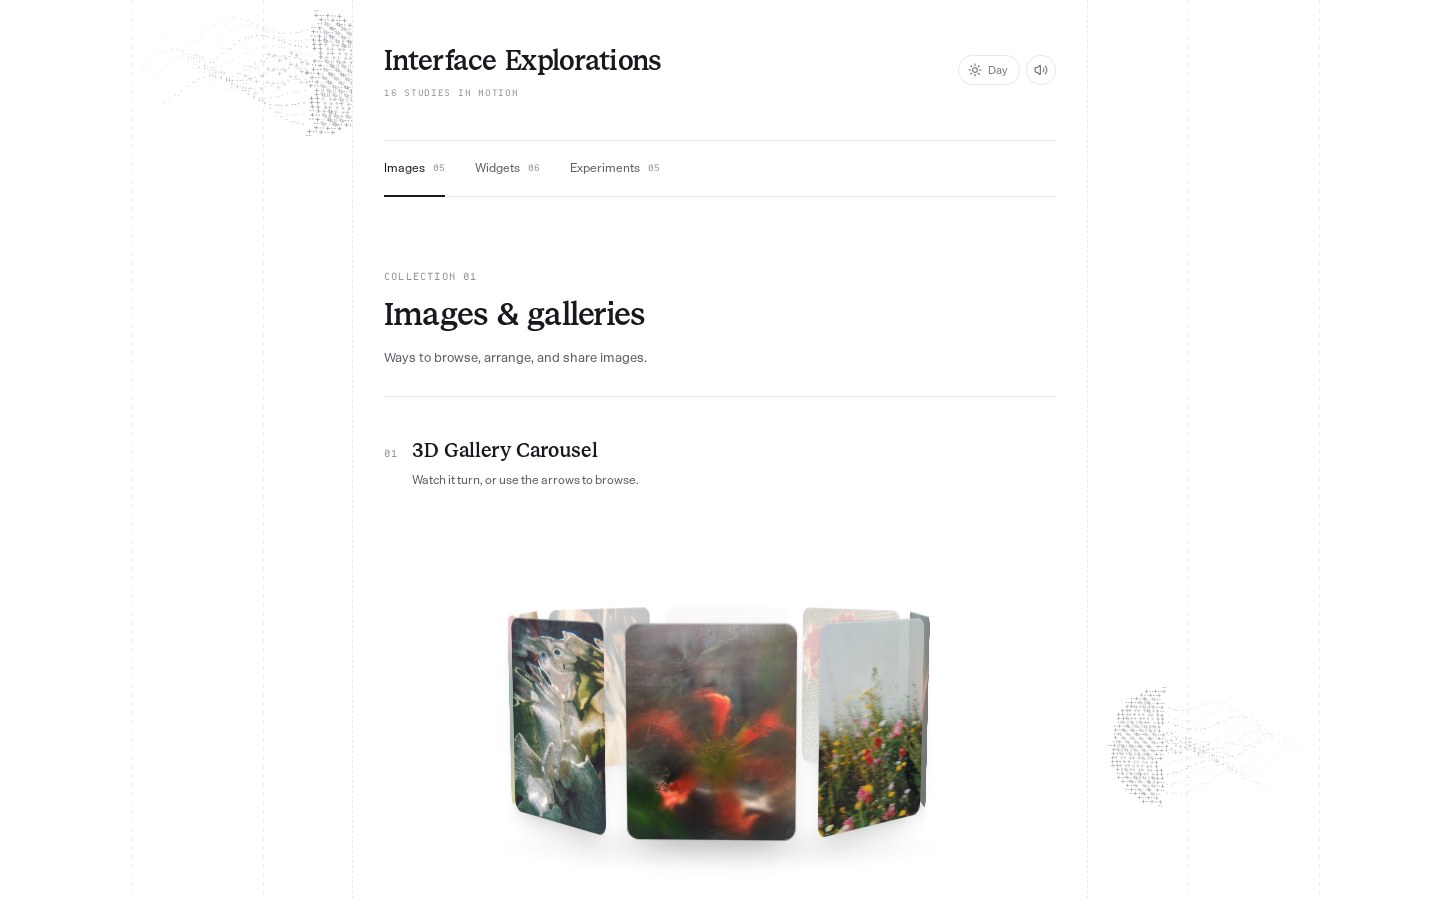 Interface Explorations
16 STUDIES IN MOTION
Day
Images 05 Widgets 06 Experiments 05
COLLECTION 01
Images & galleries
Ways to browse, arrange, and share images.
01 3D Gallery Carousel
Watch it turn, or use the arrows to browse.